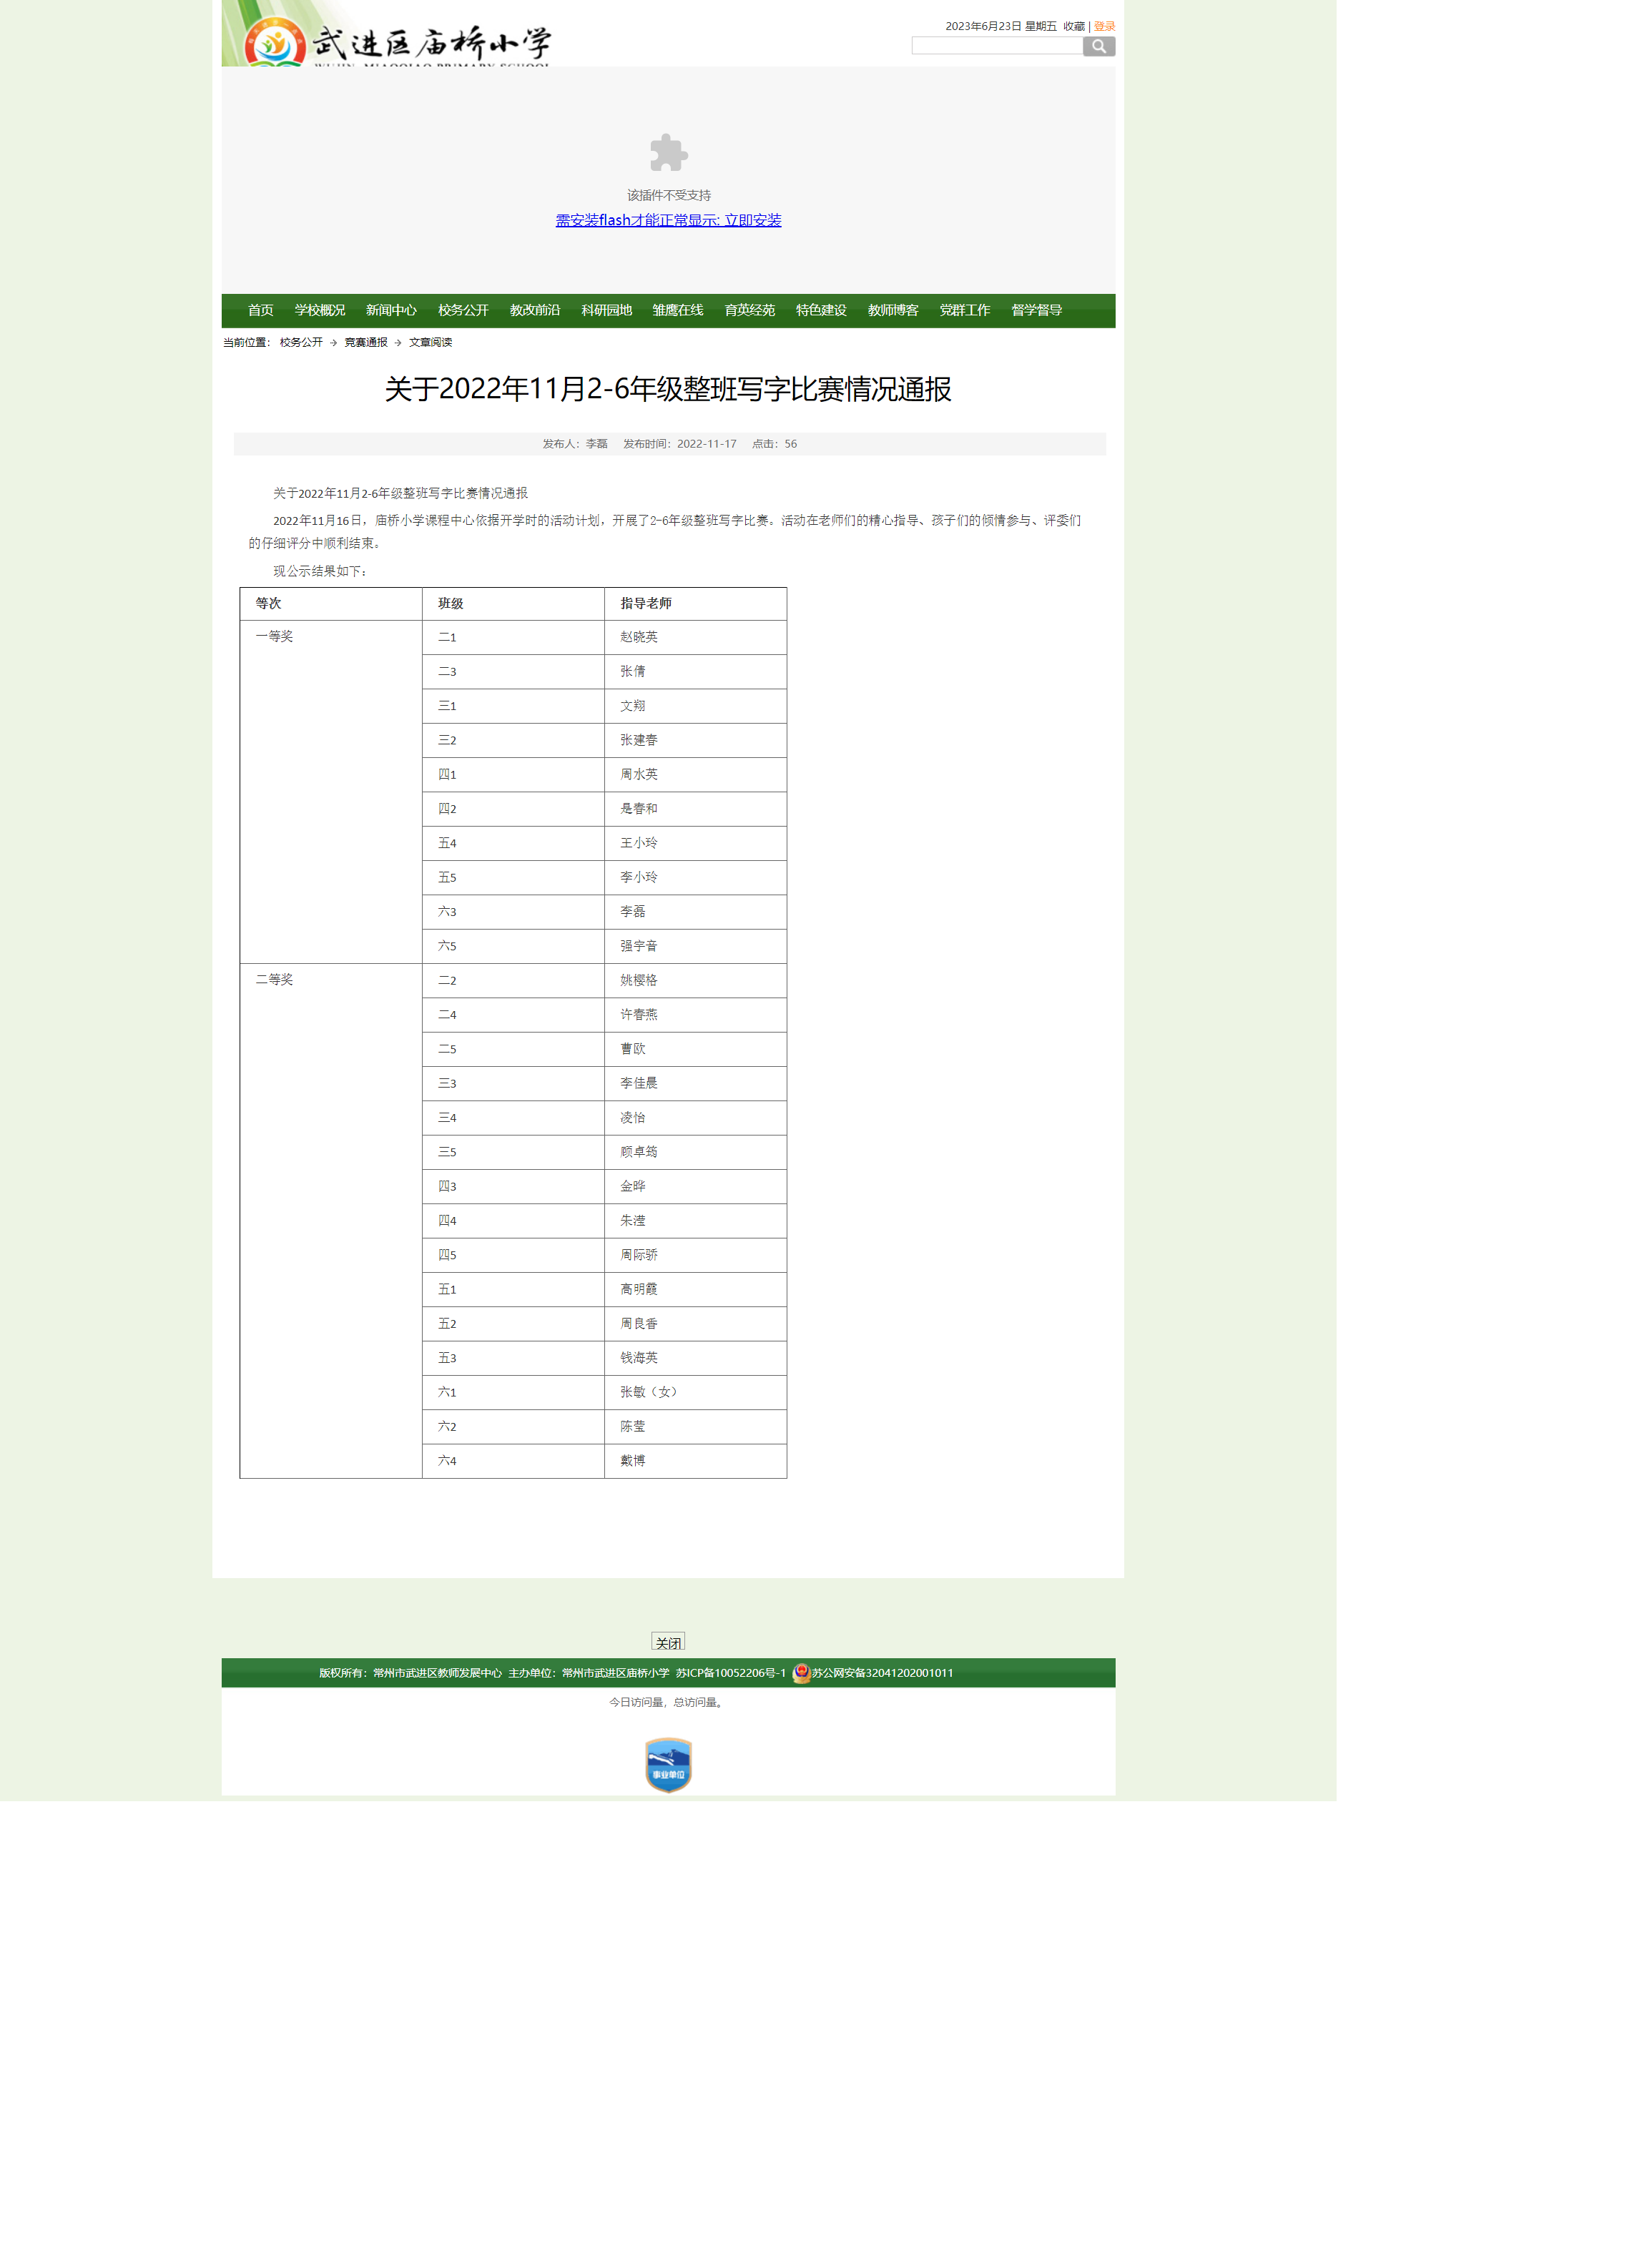 武进区庙桥小学
WUJIN MIAOQIAO PRIMARY SCHOOL
2023年6月23日 星期五 收藏 | 登录
该插件不受支持
需安装flash才能正常显示: 立即安装
首页 学校概况 新闻中心 校务公开 教改前沿 科研园地 雏鹰在线 育英经苑 特色建设 教师博客 党群工作 督学督导
当前位置： 校务公开 → 竞赛通报 → 文章阅读
关于2022年11月2-6年级整班写字比赛情况通报
发布人：李磊 发布时间：2022-11-17 点击：56
关于2022年11月2-6年级整班写字比赛情况通报
2022年11月16日，庙桥小学课程中心依据开学时的活动计划，开展了2-6年级整班写字比赛。活动在老师们的精心指导、孩子们的倾情参与、评委们
的仔细评分中顺利结束。
现公示结果如下：
等次 班级 指导老师
一等奖 二1 赵晓英
二3 张倩
三1 文翔
三2 张建春
四1 周水英
四2 是春和
五4 王小玲
五5 李小玲
六3 李磊
六5 强宇音
二等奖 二2 姚樱格
二4 许春燕
二5 曹欧
三3 李佳晨
三4 凌怡
三5 顾卓筠
四3 金晔
四4 朱滢
四5 周际骄
五1 高明霞
五2 周良香
五3 钱海英
六1 张敏（女）
六2 陈莹
六4 戴博
关闭
版权所有：常州市武进区教师发展中心 主办单位：常州市武进区庙桥小学 苏ICP备10052206号-1 苏公网安备32041202001011
今日访问量，总访问量。
事业单位